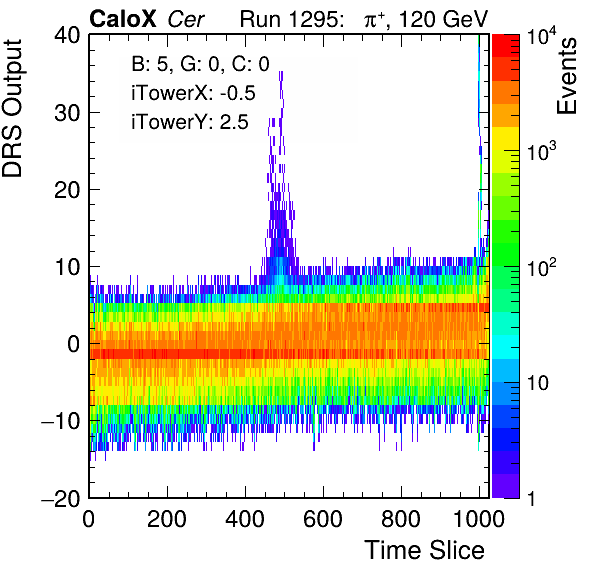 CaloX Cer Run 1295: π⁺, 120 GeV
B: 5, G: 0, C: 0
iTowerX: -0.5
iTowerY: 2.5
DRS Output
40
30
20
10
0
−10
−20
0 200 400 600 800 1000
Time Slice
Events
10⁴
10³
10²
10
1